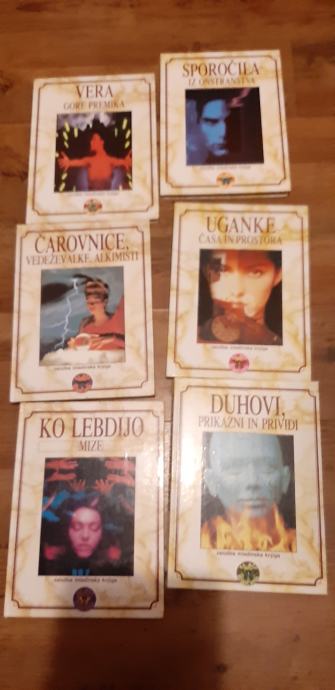 VERA
GORE PREMIKA
SPOROČILA
IZ ONSTRANSTVA
ČAROVNICE,
VEDEŽEVALKE, ALKIMISTI
založba mladinska knjiga
UGANKE
ČASA IN PROSTORA
založba mladinska knjiga
KO LEBDIJO
MIZE
založba mladinska knjiga
DUHOVI,
PRIKAZNI IN PRIVIDI
založba mladinska knjiga